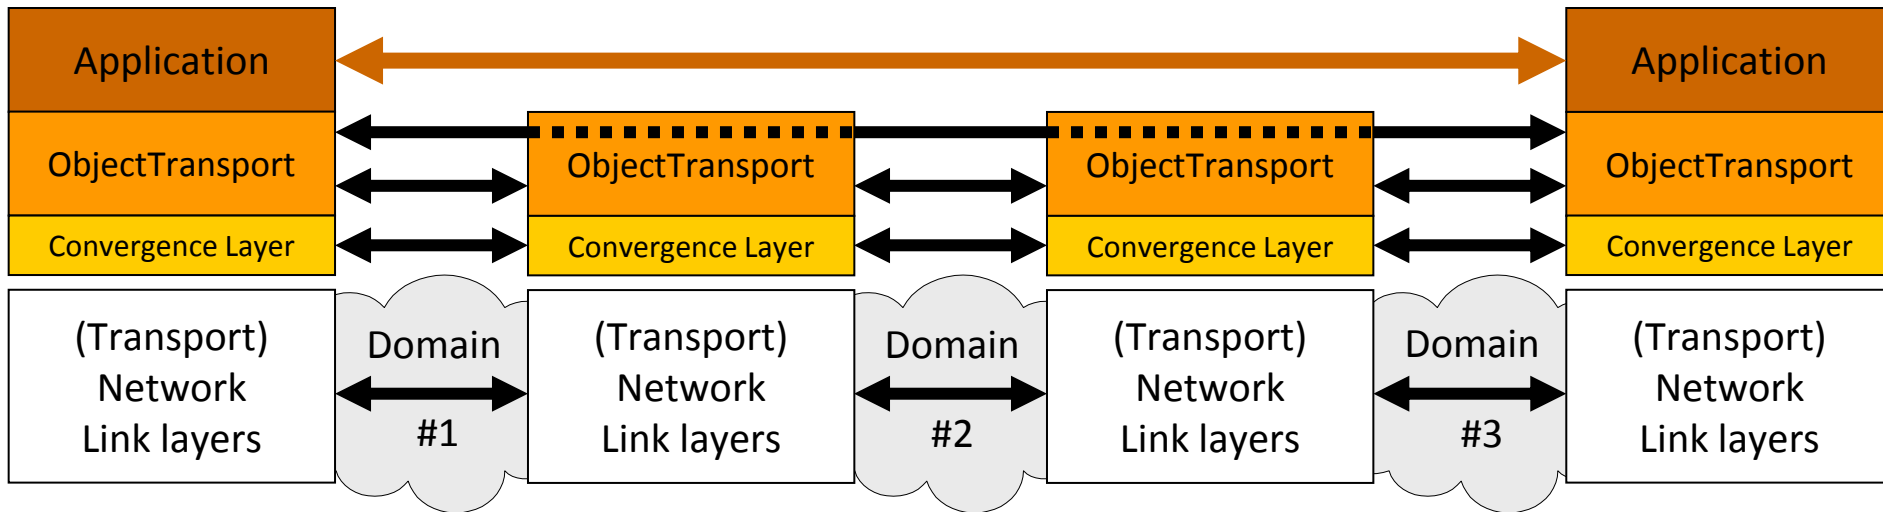 Application
Application
ObjectTransport
ObjectTransport
ObjectTransport
ObjectTransport
Convergence Layer
Convergence Layer
Convergence Layer
Convergence Layer
(Transport)
Network
Link layers
Domain
#1
(Transport)
Network
Link layers
Domain
#2
(Transport)
Network
Link layers
Domain
#3
(Transport)
Network
Link layers